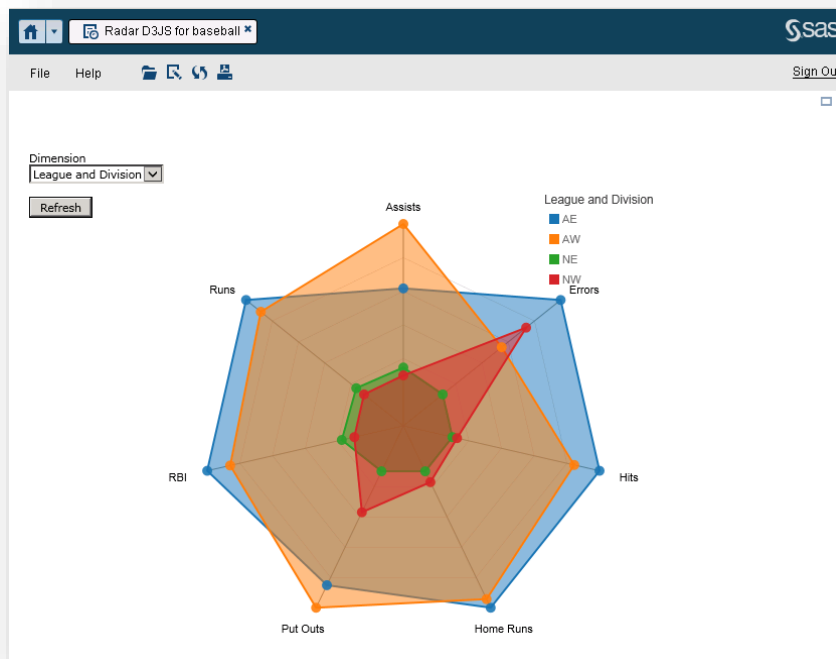 Radar D3JS for baseball
sas
File Help
Sign Ou
Dimension
League and Division
Refresh
League and Division
AE
AW
NE
NW
Assists
Errors
Hits
Home Runs
Put Outs
RBI
Runs